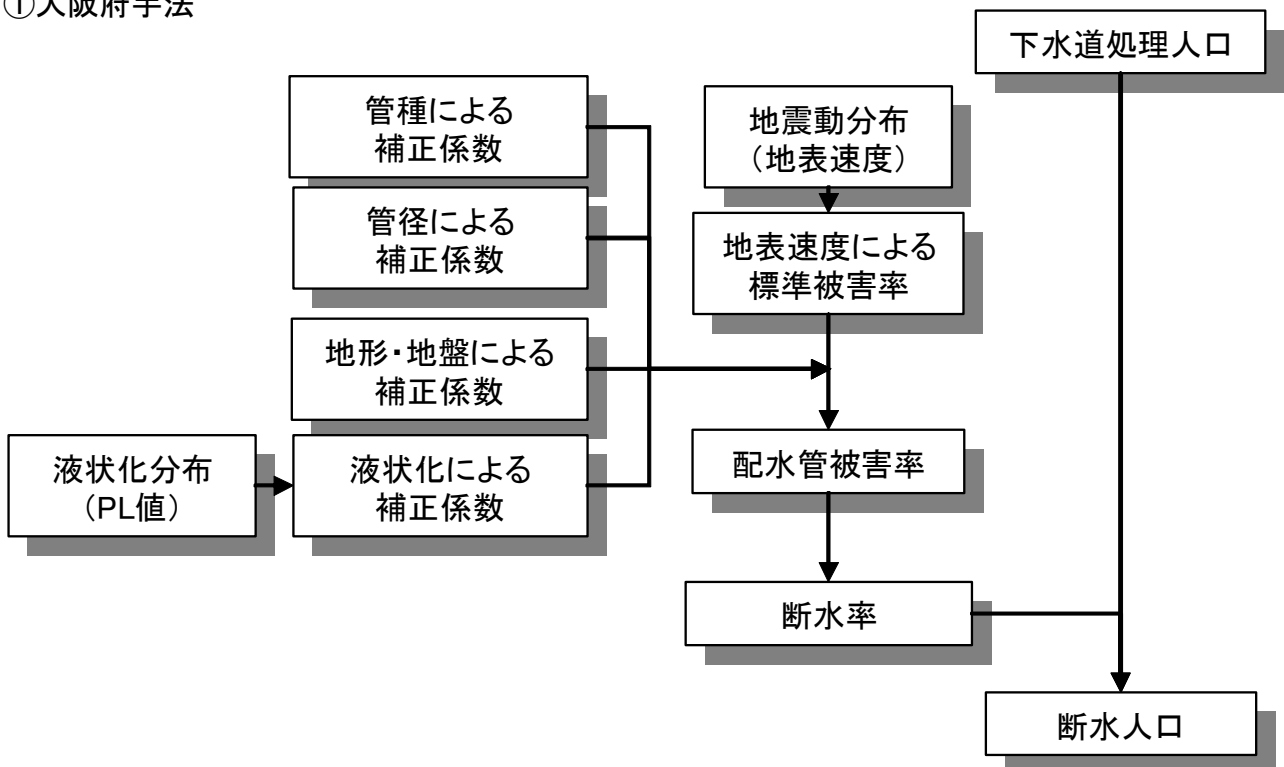 ①大阪府手法
下水道処理人口
管種による
補正係数
地震動分布
（地表速度）
管径による
補正係数
地表速度による
標準被害率
地形・地盤による
補正係数
液状化分布
（PL値）
液状化による
補正係数
配水管被害率
断水率
断水人口